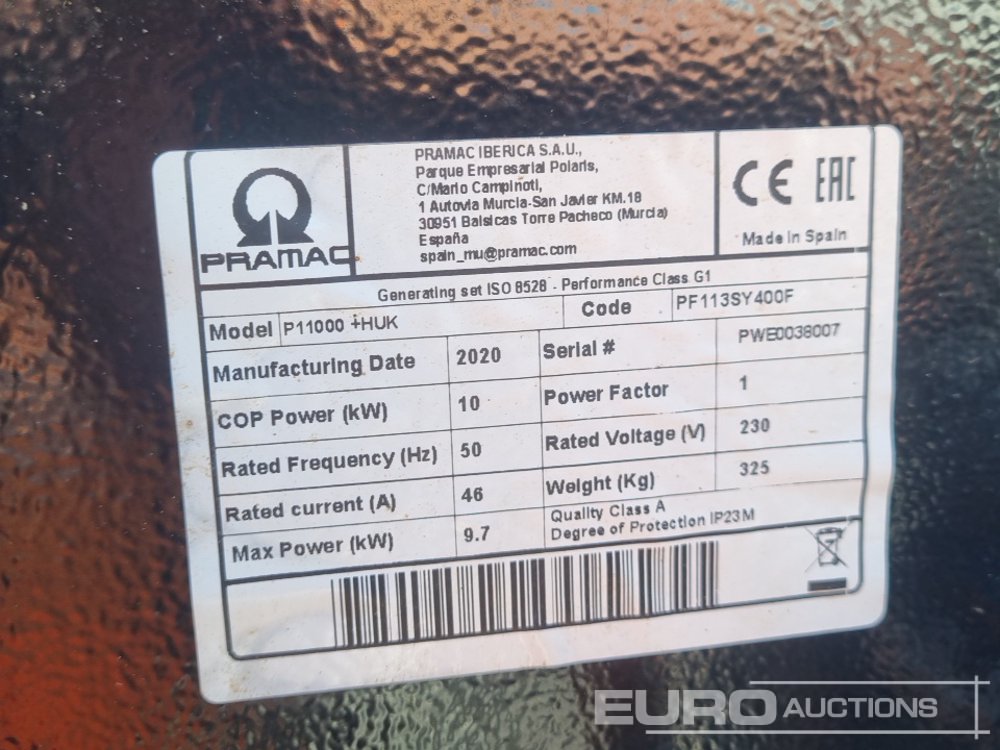 PRAMAC
PRAMAC IBERICA S.A.U.,
Parque Empresarial Polaris,
C/Mario Campinoti,
1 Autovia Murcia-San Javier KM.18
30951 Balsicas Torre Pacheco (Murcia)
España
spain_mu@pramac.com
CE EAC
Made in Spain
Generating set ISO 8528 - Performance Class G1
Model P11000 +HUK Code PF113SY400F
Manufacturing Date 2020 Serial # PWE0038007
COP Power (kW) 10 Power Factor 1
Rated Frequency (Hz) 50 Rated Voltage (V) 230
Rated current (A) 46 Weight (Kg) 325
Max Power (kW) 9.7 Quality Class A
Degree of Protection IP23M
EURO AUCTIONS